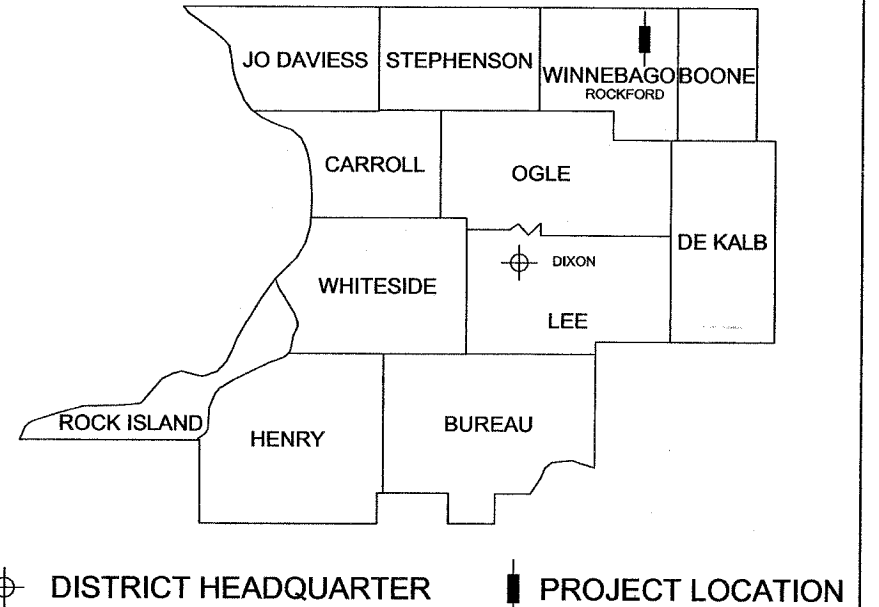 JO DAVIESS
STEPHENSON
WINNEBAGO
ROCKFORD
BOONE
CARROLL
OGLE
DE KALB
WHITESIDE
DIXON
LEE
ROCK ISLAND
HENRY
BUREAU
DISTRICT HEADQUARTER
PROJECT LOCATION